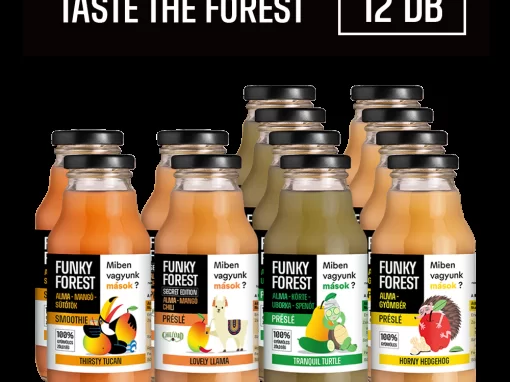 TASTE THE FOREST
12 DB
FUNKY
FOREST
ALMA-MANGÓ-
SÜTŐTÖK
SMOOTHIE
100%
Miben
vagyunk
mások?
THIRSTY TUCAN
FUNKY
FOREST
SECRET EDITION
ALMA-MANGÓ
CHILI
PRÉSLÉ
CHILIZÁLD
Miben
vagyunk
mások?
LOVELY LLAMA
FUNKY
FOREST
ALMA-KÖRTE-
UBORKA-SPENÓT
PRÉSLÉ
100%
Miben
vagyunk
mások?
TRANQUIL TURTLE
FUNKY
FOREST
ALMA-
GYÖMBÉR
PRÉSLÉ
100%
Miben
vagyunk
mások?
HORNY HEDGEHOG